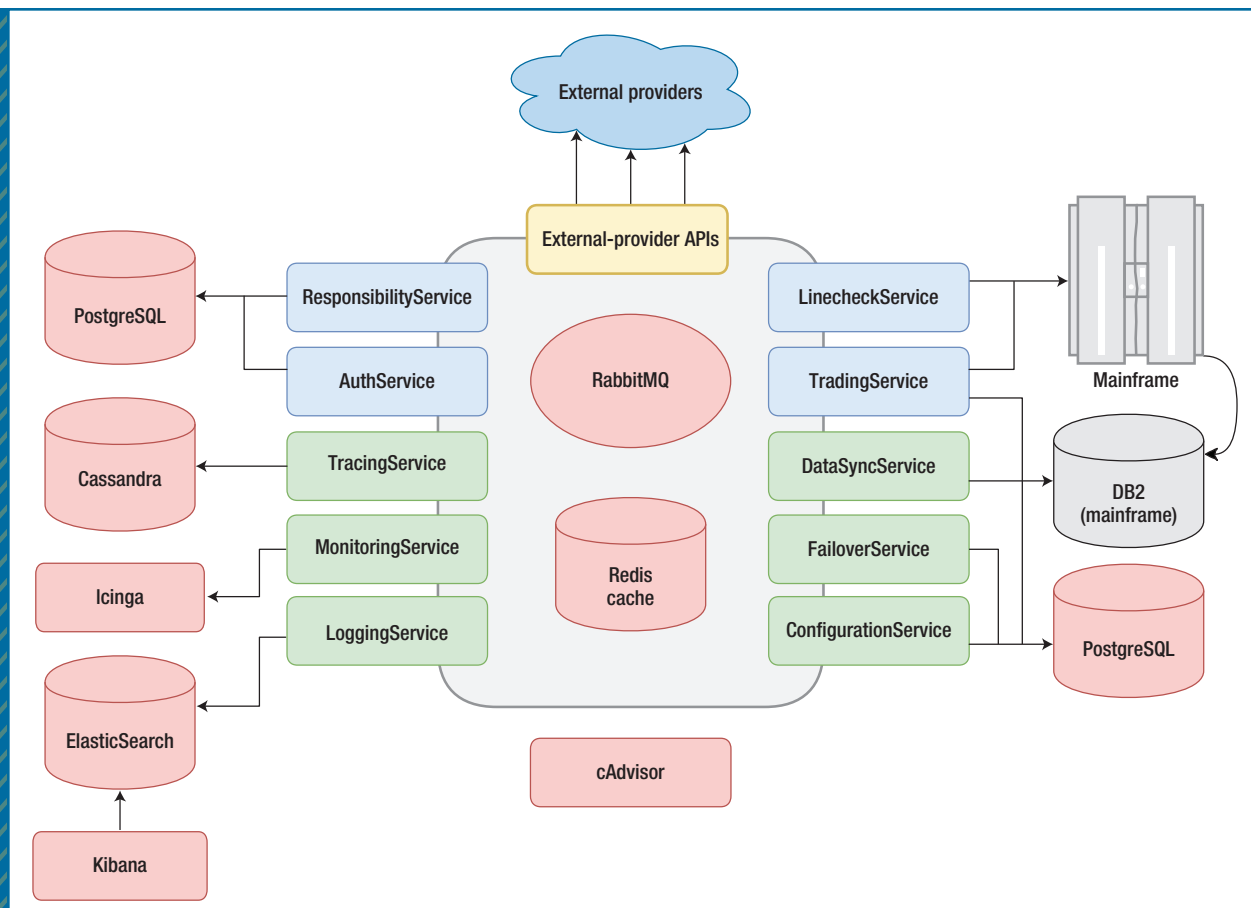 External providers
External-provider APIs
ResponsibilityService
LinecheckService
PostgreSQL
AuthService
RabbitMQ
TradingService
Mainframe
TracingService
DataSyncService
Cassandra
DB2
(mainframe)
MonitoringService
FailoverService
Icinga
Redis
cache
LoggingService
ConfigurationService
PostgreSQL
ElasticSearch
cAdvisor
Kibana